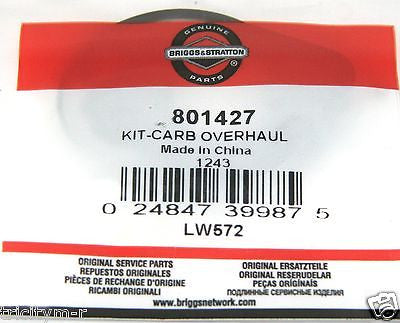 GENUINE
BRIGGS & STRATTON
PARTS
801427
KIT-CARB OVERHAUL
Made in China
1243
0 24847 39987 5
LW572
ORIGINAL SERVICE PARTS
REPUESTOS ORIGINALES
PIÈCES DE RECHANGE D'ORIGINE
RICAMBI ORIGINALI
ORIGINAL ERSATZTEILE
ORIGINAL RESERUDELAR
PEÇAS ORIGINAIS
ПОДЛИННЫЕ СЕРВИСНЫЕ ИЗДЕЛИЯ
www.briggsnetwork.com
tricitym-r